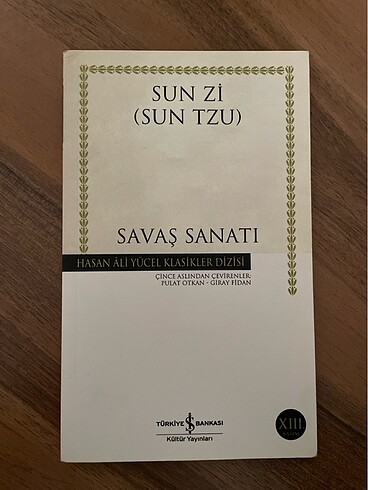 SUN Zİ
(SUN TZU)
SAVAŞ SANATI
HASAN ÂLİ YÜCEL KLASİKLER DİZİSİ
ÇİNCE ASLINDAN ÇEVİRENLER:
PULAT OTKAN - GİRAY FİDAN
TÜRKİYE İŞ BANKASI
Kültür Yayınları
XIII